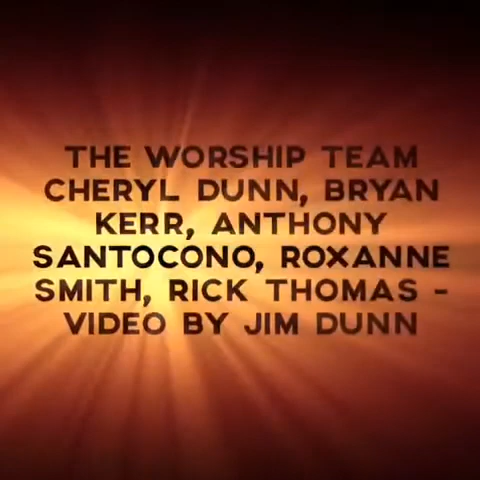 THE WORSHIP TEAM
CHERYL DUNN, BRYAN
KERR, ANTHONY
SANTOCONO, ROXANNE
SMITH, RICK THOMAS -
VIDEO BY JIM DUNN